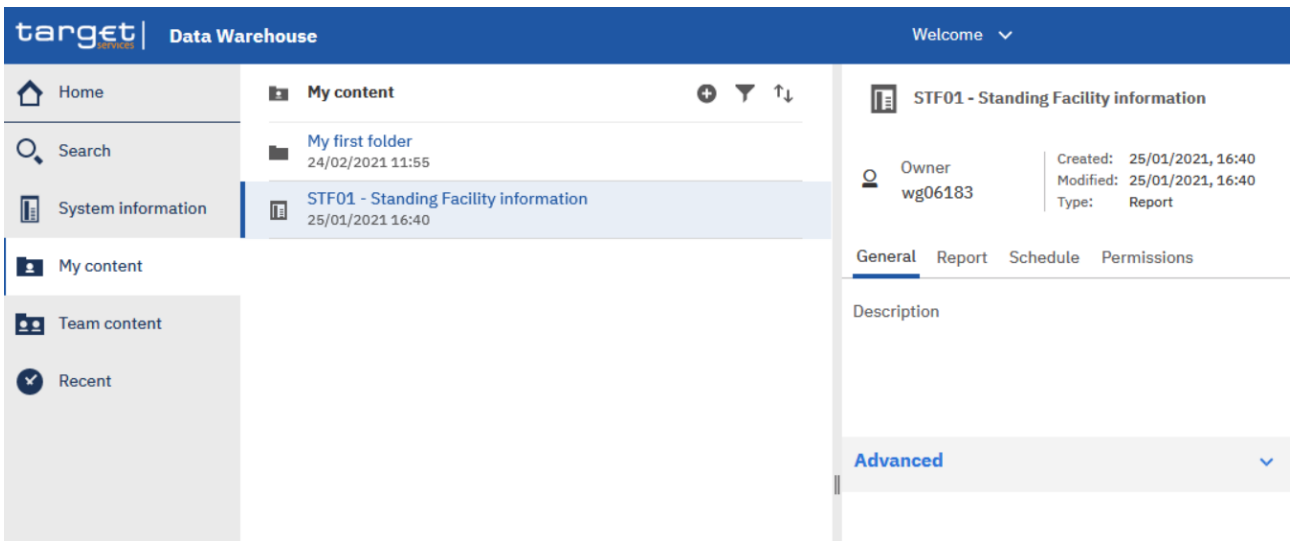 target| Data Warehouse
services
Welcome
Home
Search
System information
My content
Team content
Recent
My content
My first folder
24/02/2021 11:55
STF01 - Standing Facility information
25/01/2021 16:40
STF01 - Standing Facility information
Owner
wg06183
Created: 25/01/2021, 16:40
Modified: 25/01/2021, 16:40
Type: Report
General Report Schedule Permissions
Description
Advanced